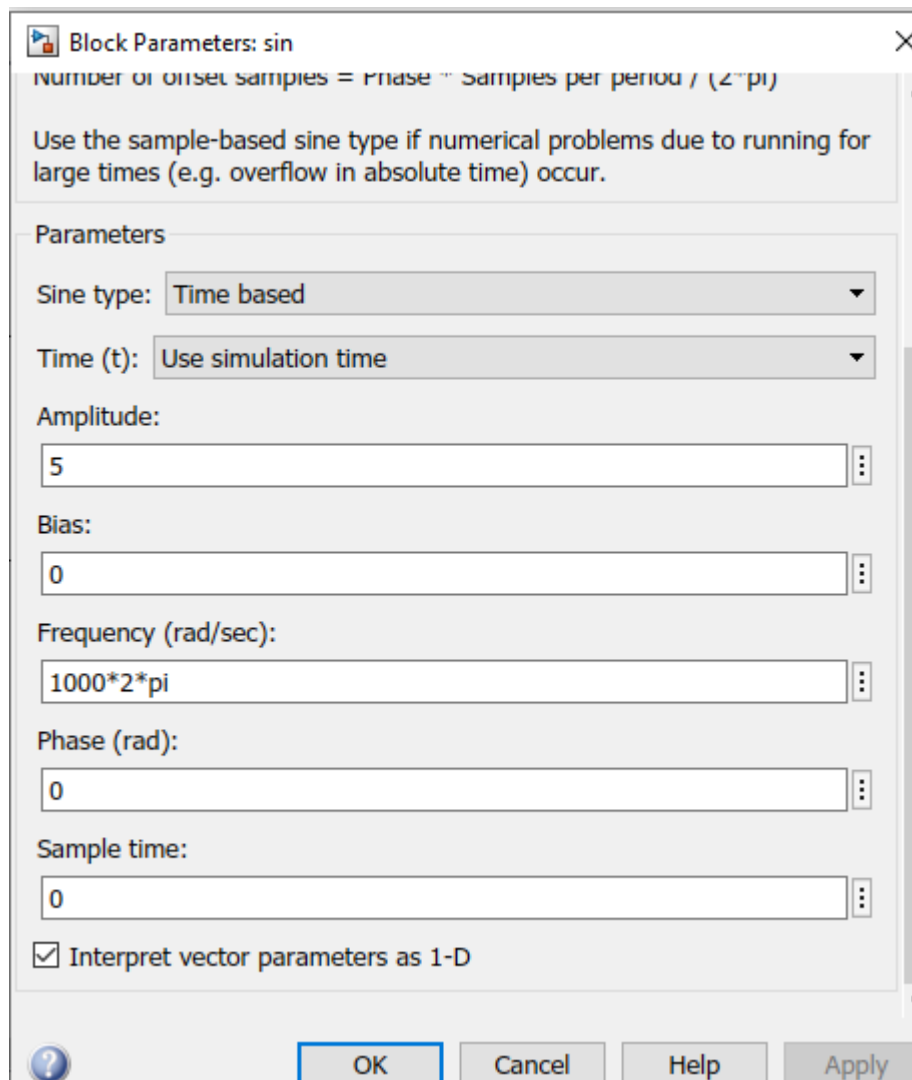 Block Parameters: sin
Number of offset samples = Phase * Samples per period / (2*pi)
Use the sample-based sine type if numerical problems due to running for
large times (e.g. overflow in absolute time) occur.
Parameters
Sine type: Time based
Time (t): Use simulation time
Amplitude:
5
Bias:
0
Frequency (rad/sec):
1000*2*pi
Phase (rad):
0
Sample time:
0
Interpret vector parameters as 1-D
OK Cancel Help Apply